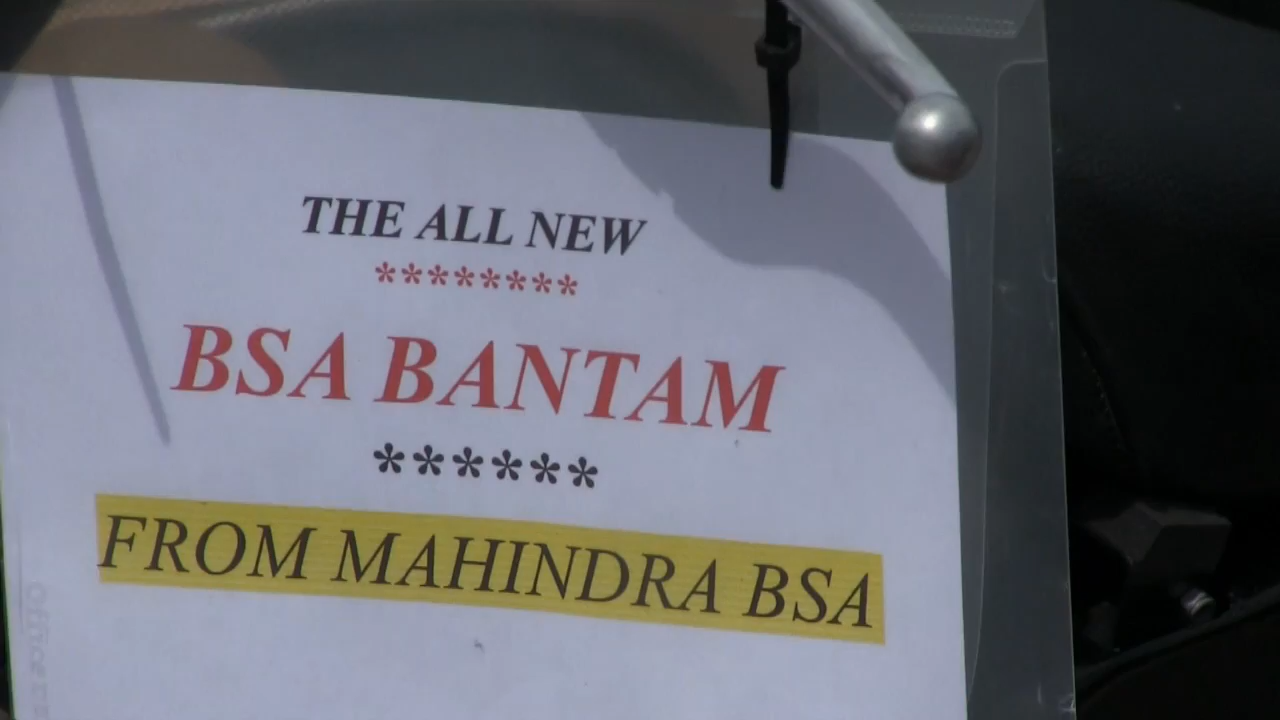 THE ALL NEW
********
BSA BANTAM
******
FROM MAHINDRA BSA